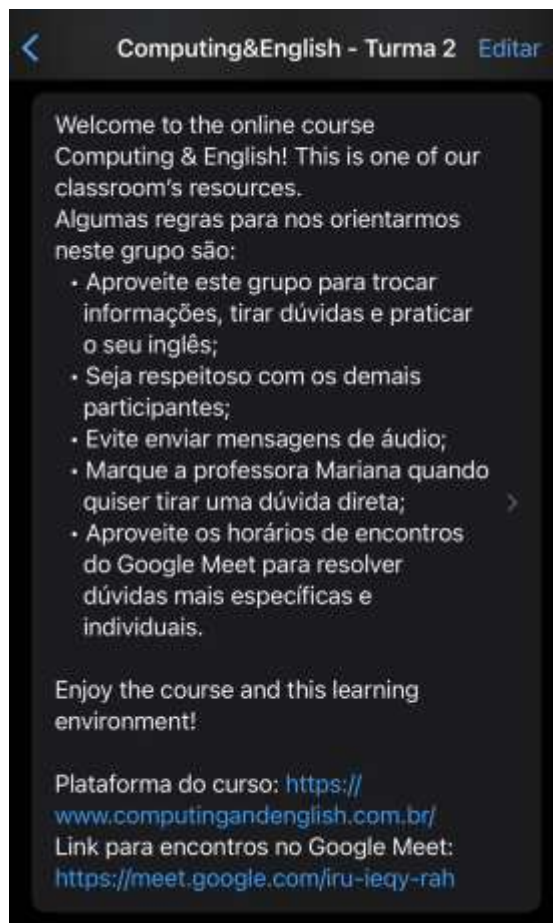 Computing&English - Turma 2 Editar
Welcome to the online course
Computing & English! This is one of our
classroom's resources.
Algumas regras para nos orientarmos
neste grupo são:
• Aproveite este grupo para trocar
informações, tirar dúvidas e praticar
o seu inglês;
• Seja respeitoso com os demais
participantes;
• Evite enviar mensagens de áudio;
• Marque a professora Mariana quando
quiser tirar uma dúvida direta;
• Aproveite os horários de encontros
do Google Meet para resolver
dúvidas mais específicas e
individuais.
Enjoy the course and this learning
environment!
Plataforma do curso: https://
www.computingandenglish.com.br/
Link para encontros no Google Meet:
https://meet.google.com/iru-ieqy-rah